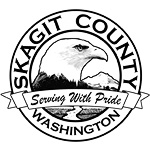 SKAGIT COUNTY
Serving With Pride
WASHINGTON